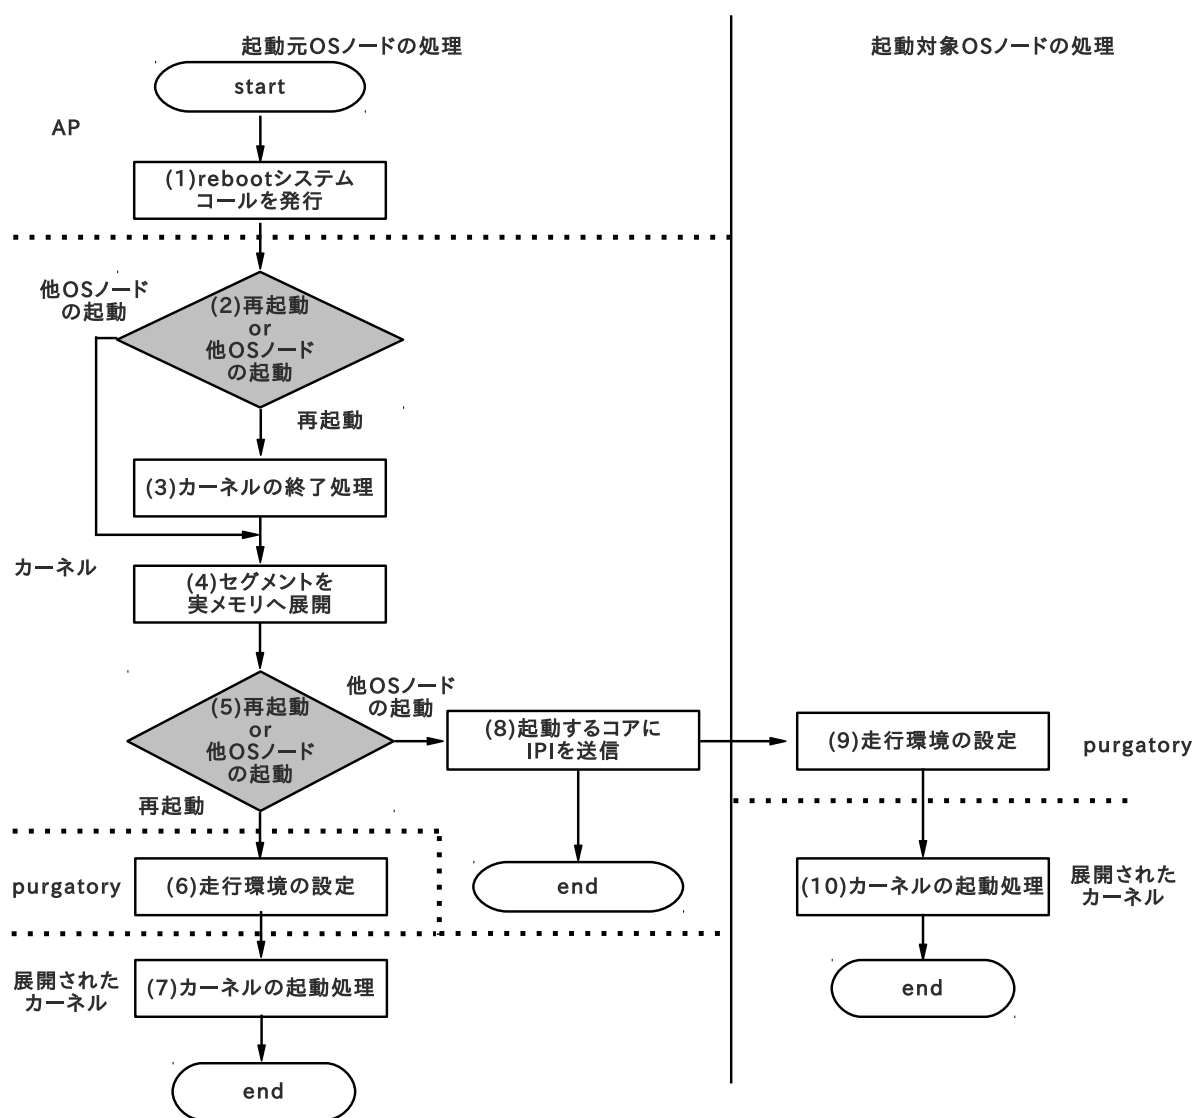 起動元OSノードの処理
起動対象OSノードの処理
start
AP
(1)rebootシステム
コールを発行
他OSノード
の起動
(2)再起動
or
他OSノード
の起動
再起動
(3)カーネルの終了処理
カーネル
(4)セグメントを
実メモリへ展開
(5)再起動
or
他OSノード
の起動
他OSノード
の起動
再起動
(8)起動するコアに
IPIを送信
(9)走行環境の設定
purgatory
purgatory
(6)走行環境の設定
end
(10)カーネルの起動処理
展開された
カーネル
展開された
カーネル
(7)カーネルの起動処理
end
end